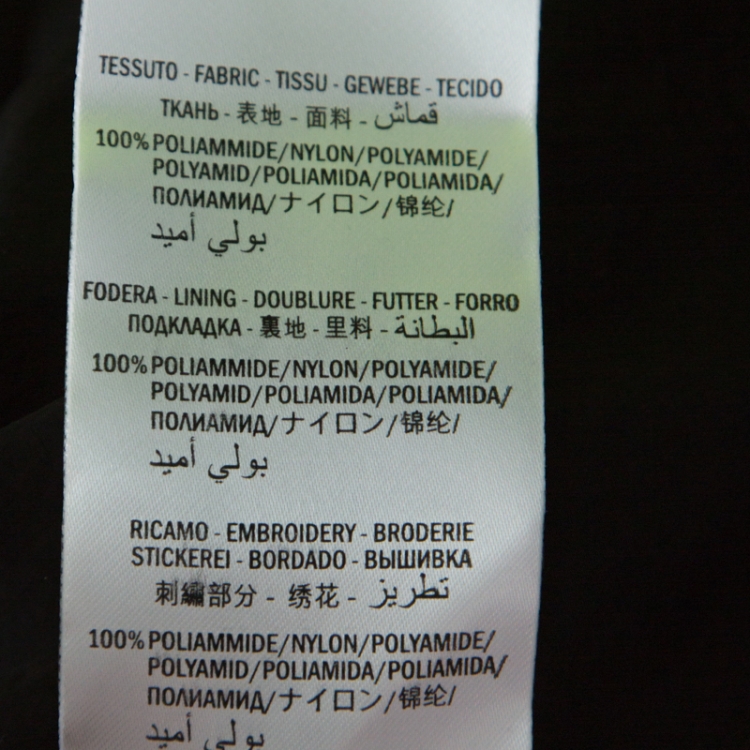 TESSUTO - FABRIC - TISSU - GEWEBE - TECIDO
ТКАНЬ - 表地 - 面料 - قماش
100% POLIAMMIDE/NYLON/POLYAMIDE/
POLYAMID/POLIAMIDA/POLIAMIDA/
ПОЛИАМИД/ナイロン/锦纶/
بولي أميد
FODERA - LINING - DOUBLURE - FUTTER - FORRO
ПОДКЛАДКА - 裏地 - 里料 - البطانة
100% POLIAMMIDE/NYLON/POLYAMIDE/
POLYAMID/POLIAMIDA/POLIAMIDA/
ПОЛИАМИД/ナイロン/锦纶/
بولي أميد
RICAMO - EMBROIDERY - BRODERIE
STICKEREI - BORDADO - ВЫШИВКА
刺繍部分 - 绣花 - تطريز
100% POLIAMMIDE/NYLON/POLYAMIDE/
POLYAMID/POLIAMIDA/POLIAMIDA/
ПОЛИАМИД/ナイロン/锦纶/
بولي أميد